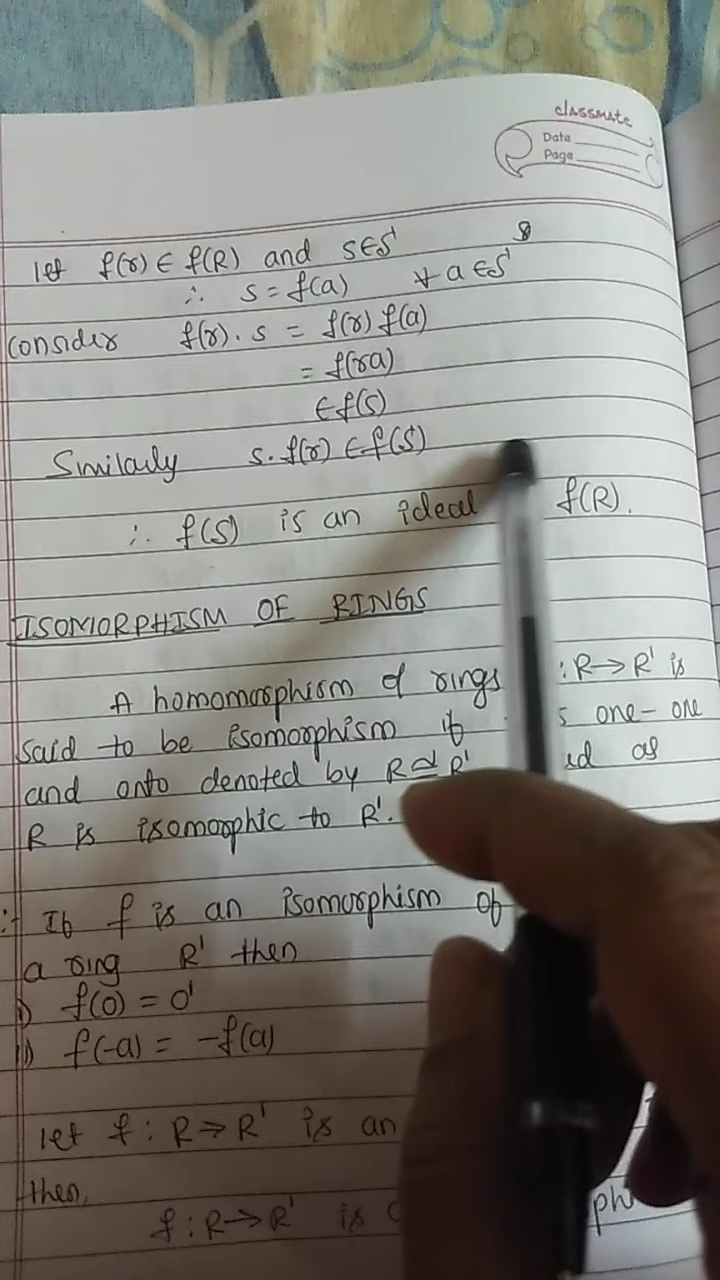 classmate
Date
Page
let f(r) ∈ f(R) and s∈S'
∴ s = f(a) ∀ a ∈S'
Consider f(r). s = f(r) f(a)
= f(ra)
∈ f(S)
Similarly s. f(r) ∈ f(S)
∴ f(S) is an ideal f(R).
ISOMORPHISM OF RINGS
A homomorphism of rings : R→R' is
said to be isomorphism if one-one
and onto denoted by R≅R' as
R is isomorphic to R'.
:- If f is an isomorphism of
a ring R' then
i) f(0) = 0'
ii) f(-a) = -f(a)
let f : R→R' is an
then,
f : R→R' is